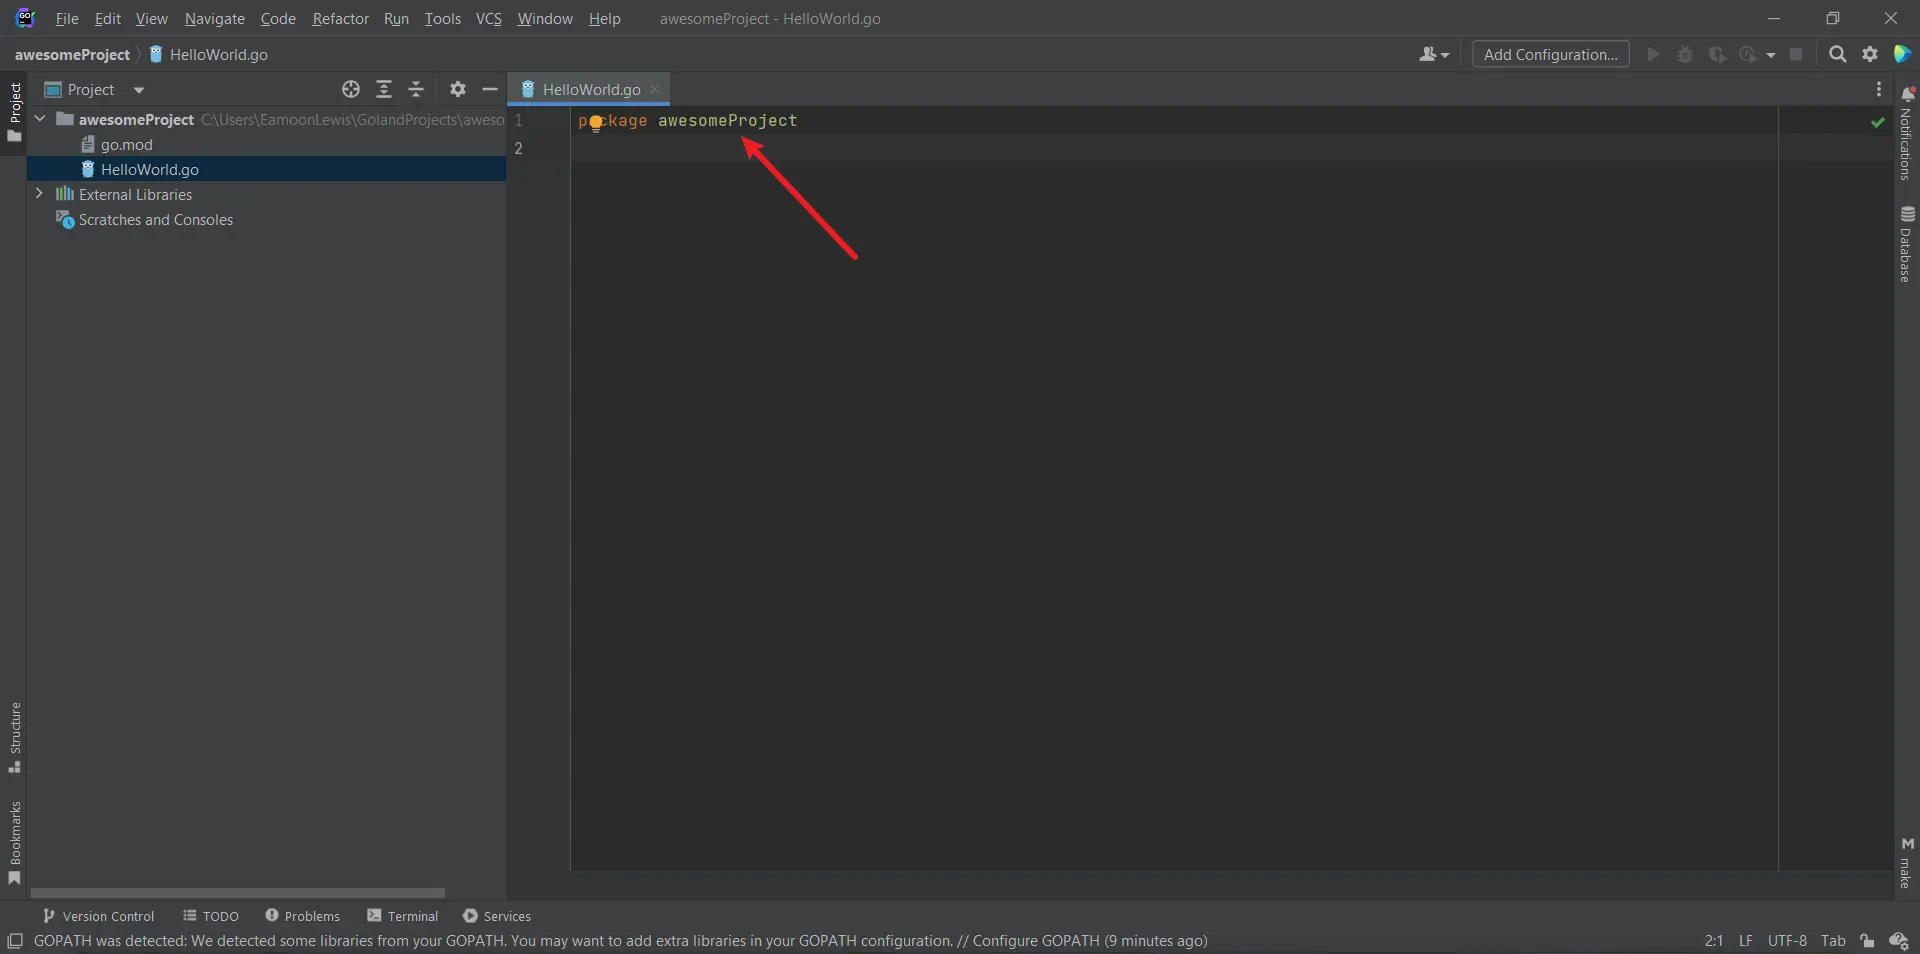 GO
File Edit View Navigate Code Refactor Run Tools VCS Window Help awesomeProject - HelloWorld.go
awesomeProject HelloWorld.go Add Configuration...
Project
Project
HelloWorld.go
awesomeProject C:\Users\EamoonLewis\GolandProjects\aweso
go.mod
HelloWorld.go
External Libraries
Scratches and Consoles
1 package awesomeProject
2
Notifications
Database
M make
Structure
Bookmarks
Version Control TODO Problems Terminal Services
GOPATH was detected: We detected some libraries from your GOPATH. You may want to add extra libraries in your GOPATH configuration. // Configure GOPATH (9 minutes ago) 2:1 LF UTF-8 Tab